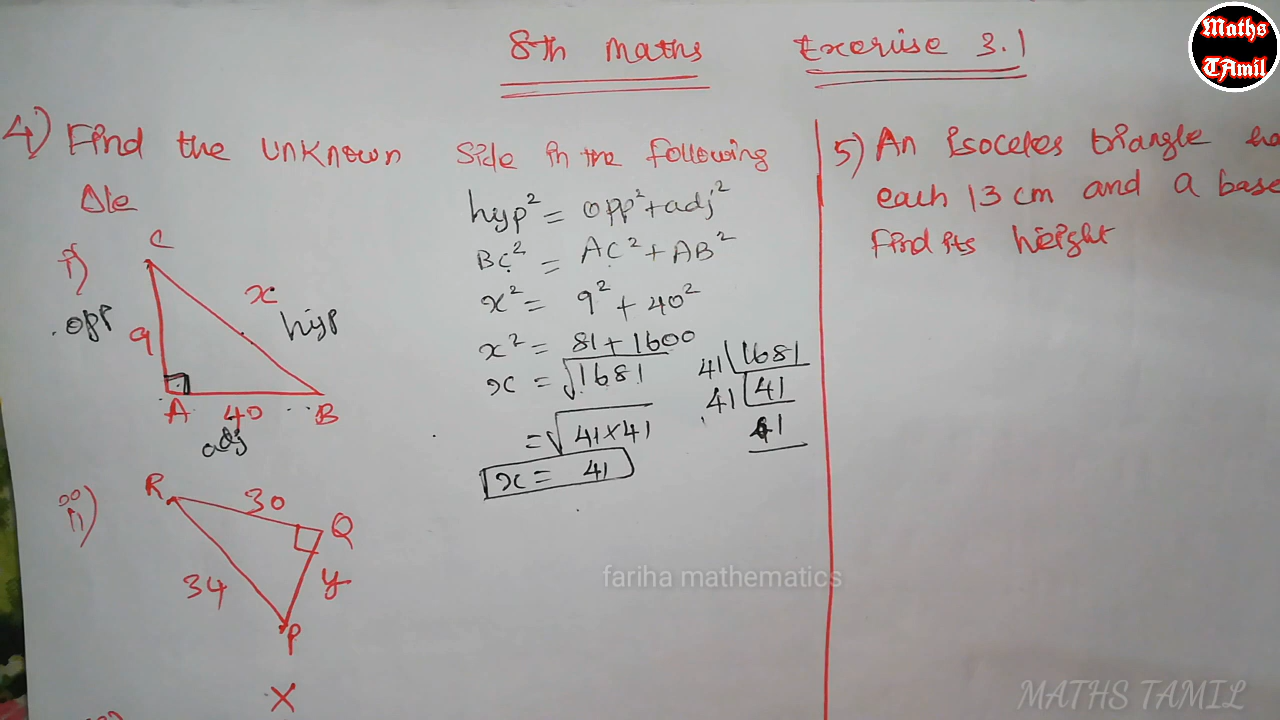 8th maths Exercise 3.1
Maths
TAmil
4) Find the unknown side in the following
Δle
i)
C
opp
9
x
hyp
A 40 B
adj
hyp² = opp² + adj²
BC² = AC² + AB²
x² = 9² + 40²
x² = 81 + 1600
x = √1681
= √41×41
x = 41
41 1681
41 41
41
ii)
R 30 Q
34 y
P
X
5) An isoceles triangle ha
each 13 cm and a base
Find its height
fariha mathematics
MATHS TAMIL